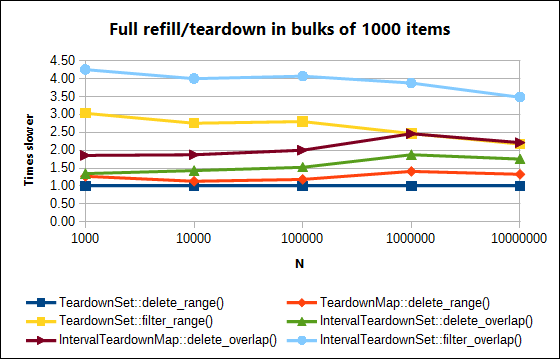 Full refill/teardown in bulks of 1000 items
4.50
4.00
3.50
3.00
2.50
2.00
1.50
1.00
0.50
0.00
Times slower
1000 10000 100000 1000000 10000000
N
TeardownSet::delete_range() TeardownMap::delete_range()
TeardownSet::filter_range() IntervalTeardownSet::delete_overlap()
IntervalTeardownMap::delete_overlap() IntervalTeardownSet::filter_overlap()